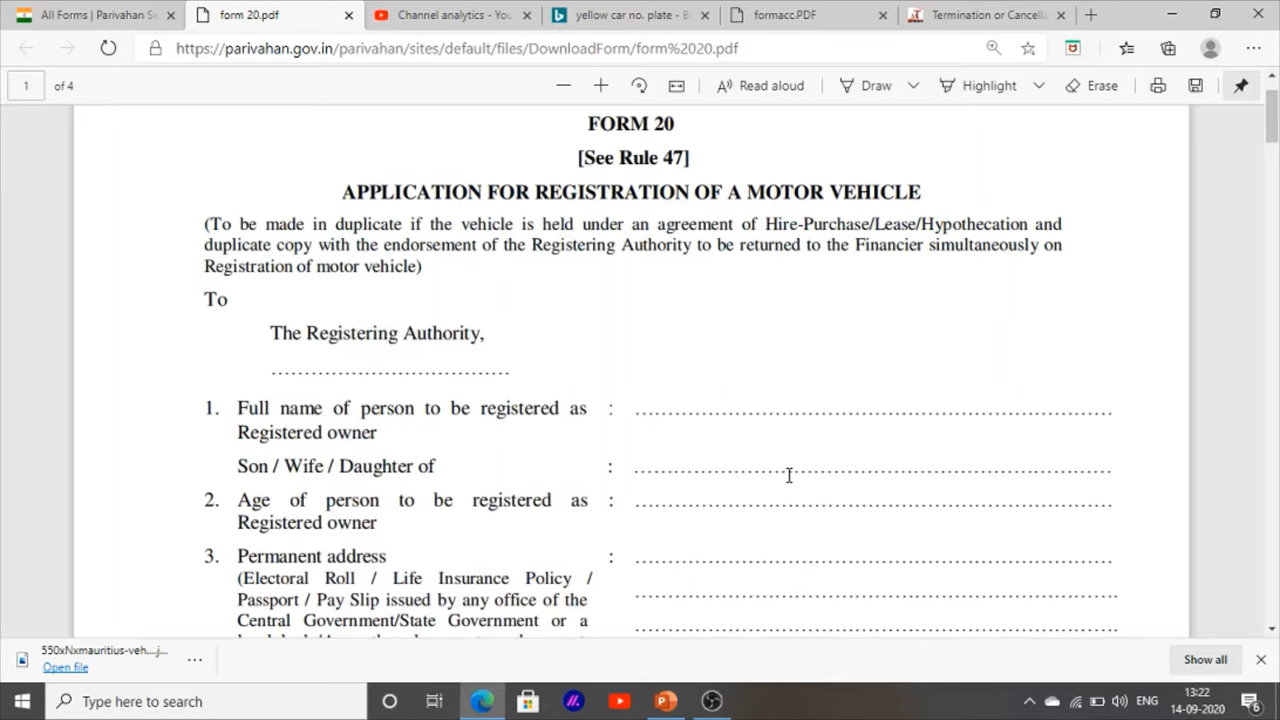 All Forms | Parivahan Se
form 20.pdf
Channel analytics - You
yellow car no. plate - B
formacc.PDF
Termination or Cancella
https://parivahan.gov.in/parivahan/sites/default/files/DownloadForm/form%2020.pdf
1 of 4
Read aloud
Draw
Highlight
Erase
FORM 20
[See Rule 47]
APPLICATION FOR REGISTRATION OF A MOTOR VEHICLE
(To be made in duplicate if the vehicle is held under an agreement of Hire-Purchase/Lease/Hypothecation and
duplicate copy with the endorsement of the Registering Authority to be returned to the Financier simultaneously on
Registration of motor vehicle)
To
The Registering Authority,
....................................
1. Full name of person to be registered as : ........................................................................
Registered owner
Son / Wife / Daughter of : ........................................................................
2. Age of person to be registered as : ........................................................................
Registered owner
3. Permanent address : ........................................................................
(Electoral Roll / Life Insurance Policy /
Passport / Pay Slip issued by any office of the ........................................................................
Central Government/State Government or a ........................................................................
550xNxmauritius-veh....j...
Open file
Show all
Type here to search
ENG
13:22
14-09-2020
6